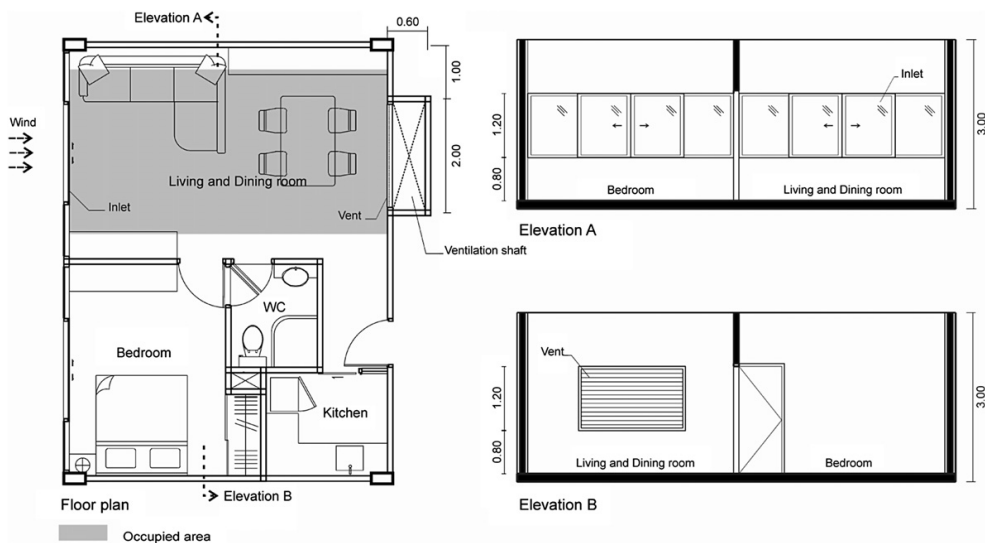 Elevation A
0.60
1.00
Wind
2.00
Living and Dining room
Inlet
Vent
Ventilation shaft
WC
Bedroom
Kitchen
Elevation B
Floor plan
Occupied area
Inlet
1.20
0.80
3.00
Bedroom
Living and Dining room
Elevation A
Vent
1.20
0.80
3.00
Living and Dining room
Bedroom
Elevation B